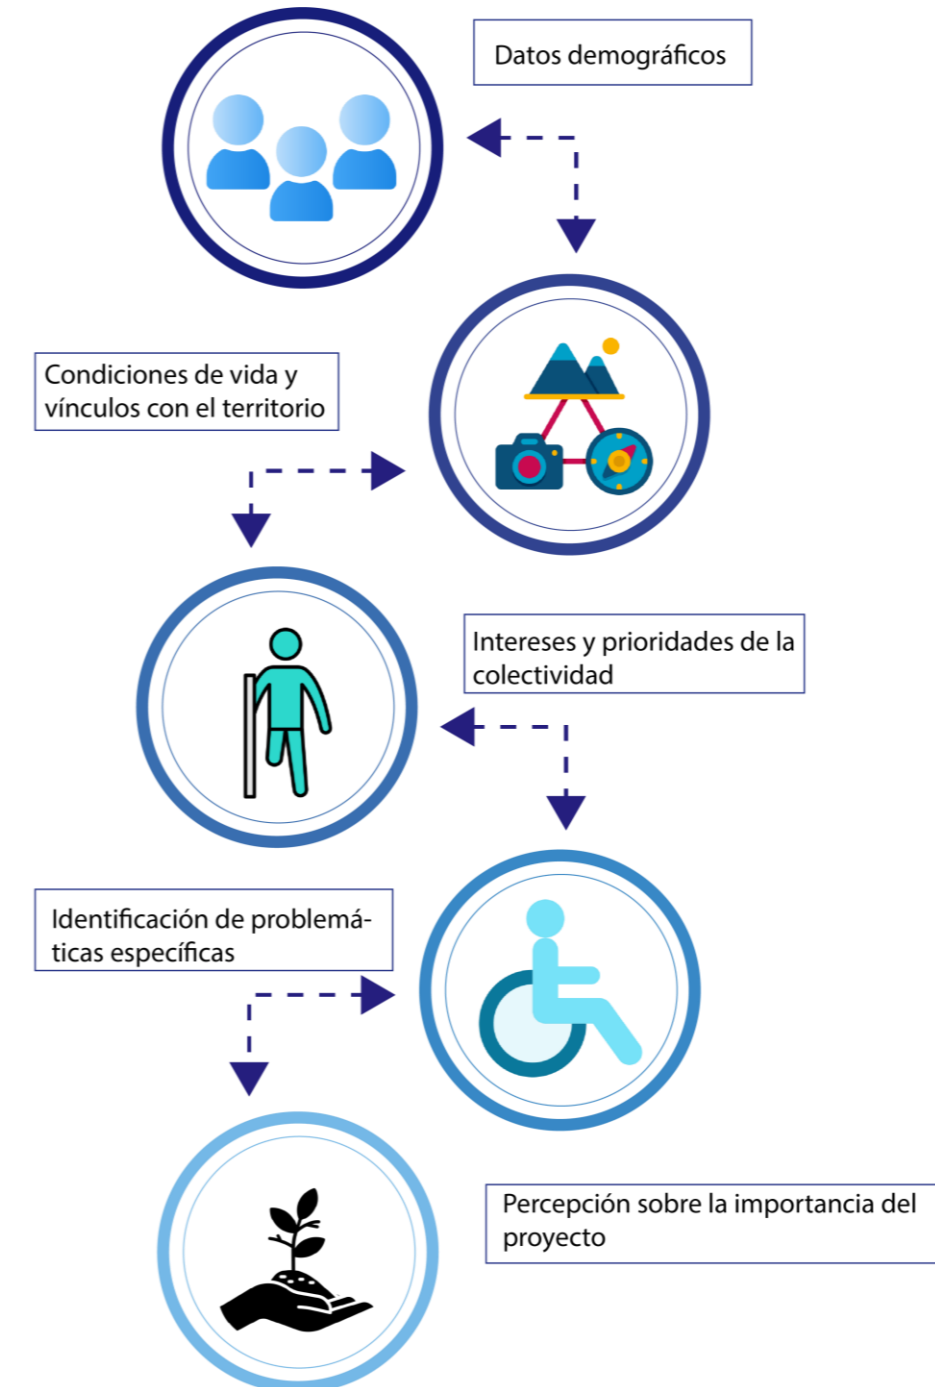 Datos demográficos
Condiciones de vida y
vínculos con el territorio
Intereses y prioridades de la
colectividad
Identificación de problemá-
ticas específicas
Percepción sobre la importancia del
proyecto